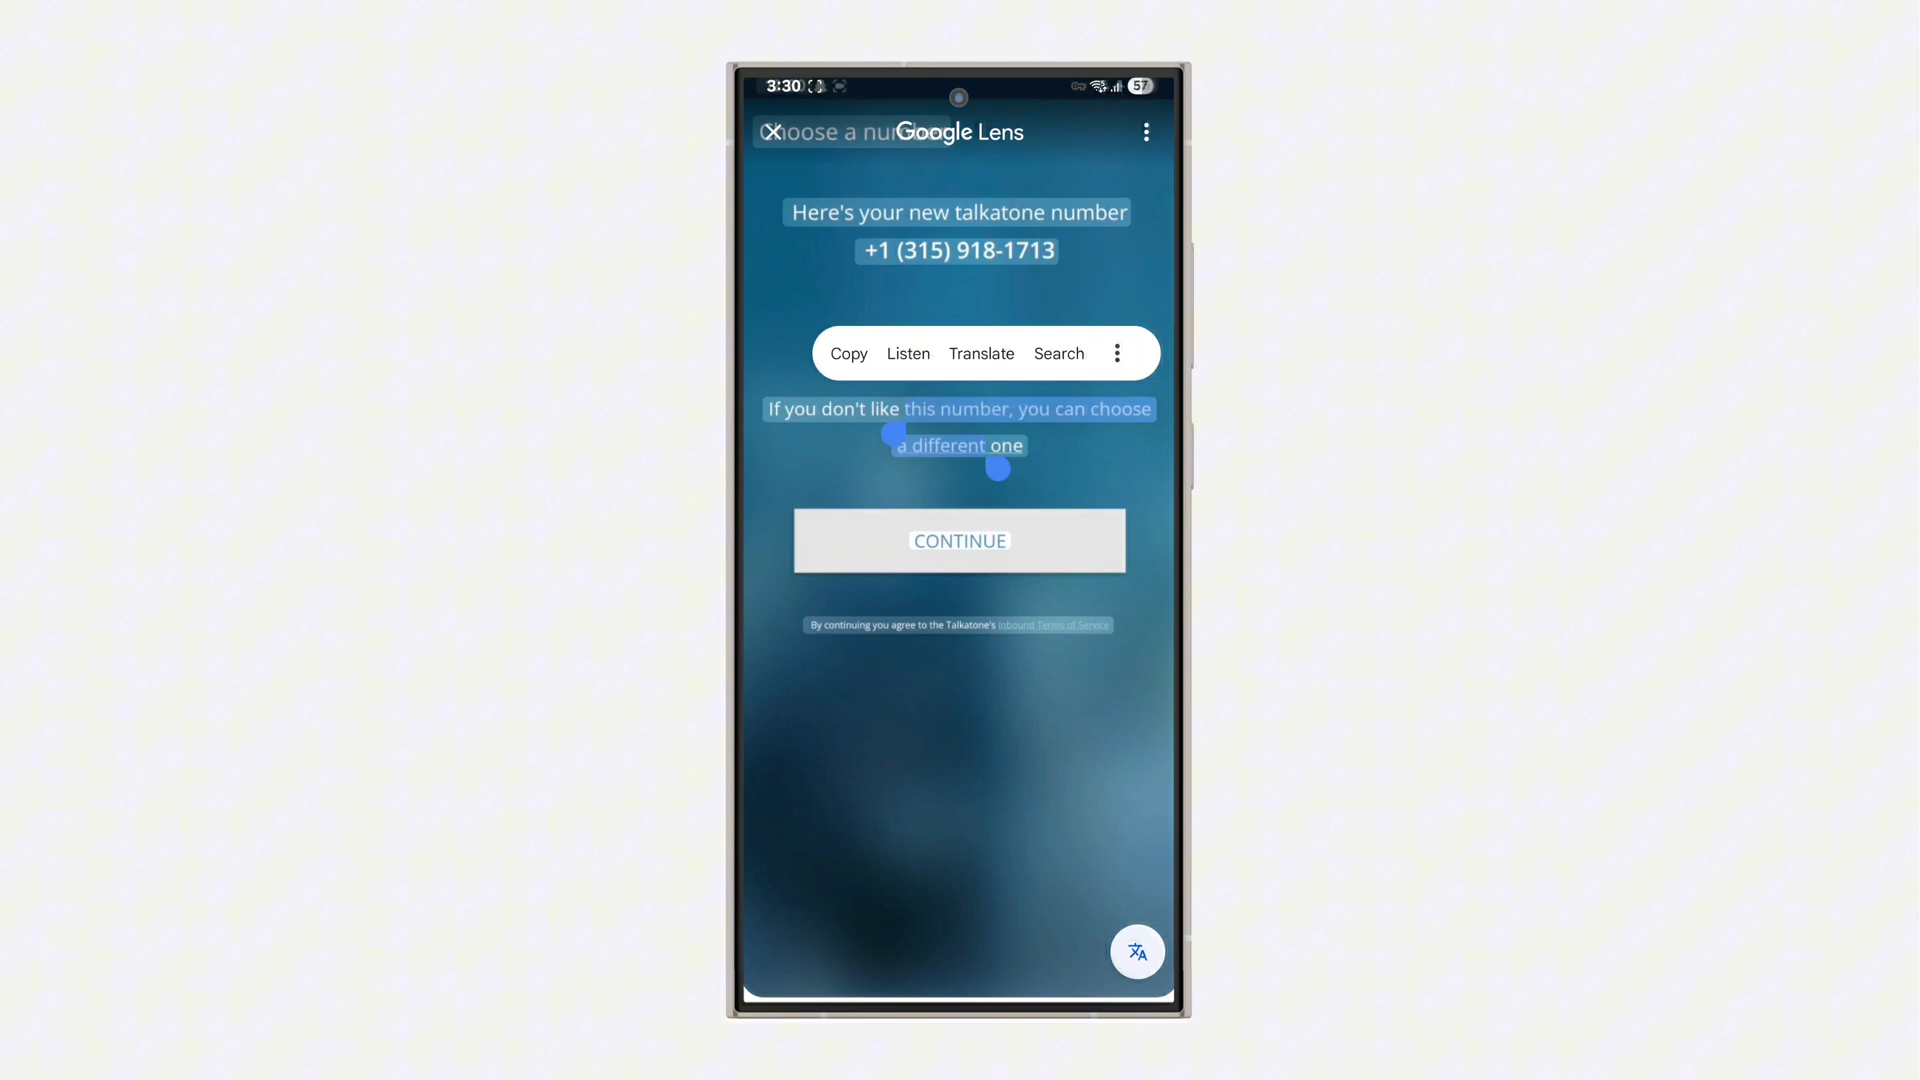 3:30
57
Choose a number
Google Lens
Here's your new talkatone number
+1 (315) 918-1713
Copy Listen Translate Search
If you don't like this number, you can choose
a different one
CONTINUE
By continuing you agree to the Talkatone's Inbound Terms of Service